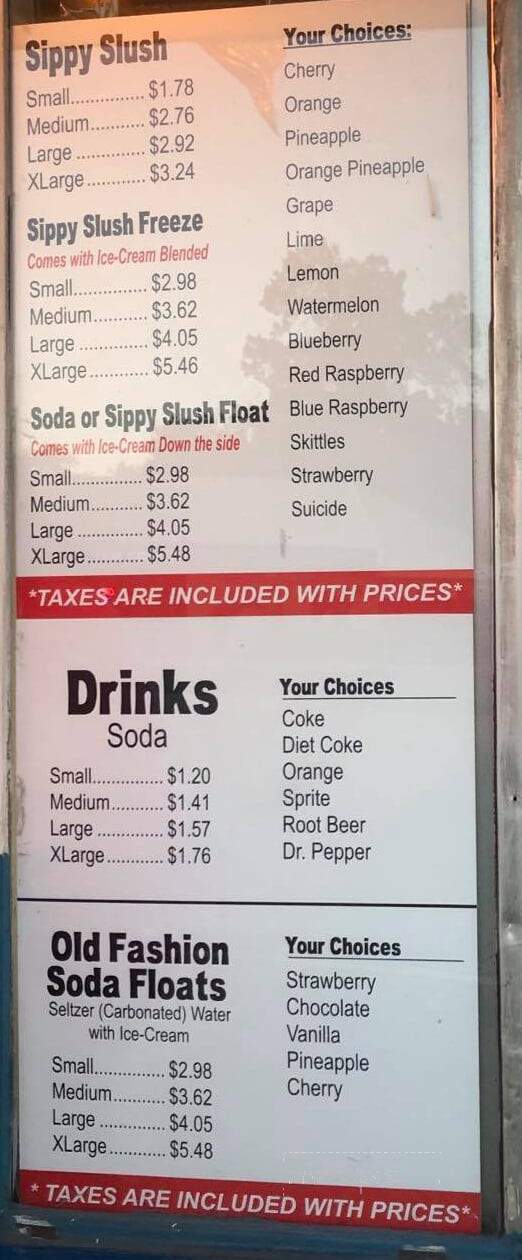 Sippy Slush
Small............... $1.78
Medium........... $2.76
Large .............. $2.92
XLarge ............ $3.24
Sippy Slush Freeze
Comes with Ice-Cream Blended
Small............... $2.98
Medium........... $3.62
Large .............. $4.05
XLarge ............ $5.46
Soda or Sippy Slush Float
Comes with Ice-Cream Down the side
Small............... $2.98
Medium........... $3.62
Large .............. $4.05
XLarge ............ $5.48
Your Choices:
Cherry
Orange
Pineapple
Orange Pineapple
Grape
Lime
Lemon
Watermelon
Blueberry
Red Raspberry
Blue Raspberry
Skittles
Strawberry
Suicide
*TAXES ARE INCLUDED WITH PRICES*
Drinks
Soda
Small............... $1.20
Medium........... $1.41
Large .............. $1.57
XLarge ............ $1.76
Your Choices
Coke
Diet Coke
Orange
Sprite
Root Beer
Dr. Pepper
Old Fashion
Soda Floats
Seltzer (Carbonated) Water
with Ice-Cream
Small............... $2.98
Medium........... $3.62
Large .............. $4.05
XLarge ............ $5.48
Your Choices
Strawberry
Chocolate
Vanilla
Pineapple
Cherry
* TAXES ARE INCLUDED WITH PRICES*